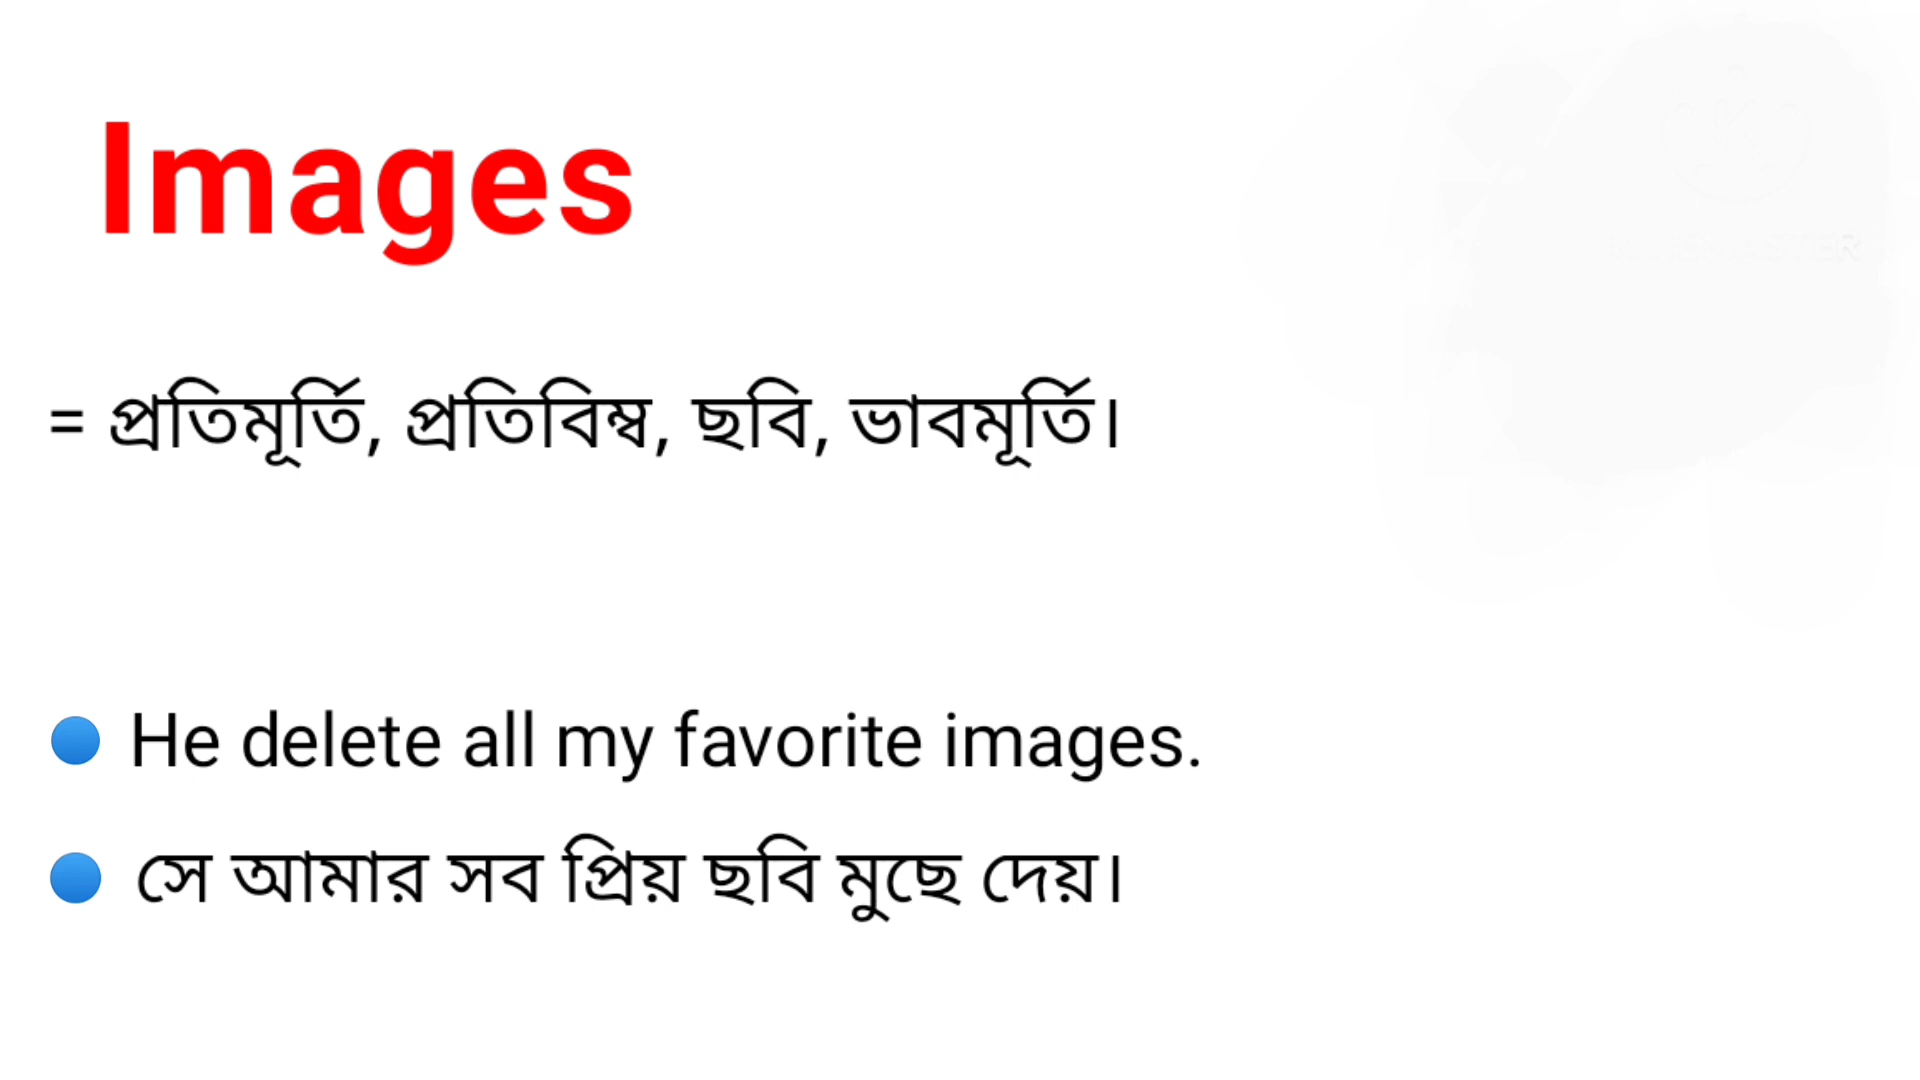 Images
= প্রতিমূর্তি, প্রতিবিম্ব, ছবি, ভাবমূর্তি।
He delete all my favorite images.
সে আমার সব প্রিয় ছবি মুছে দেয়।